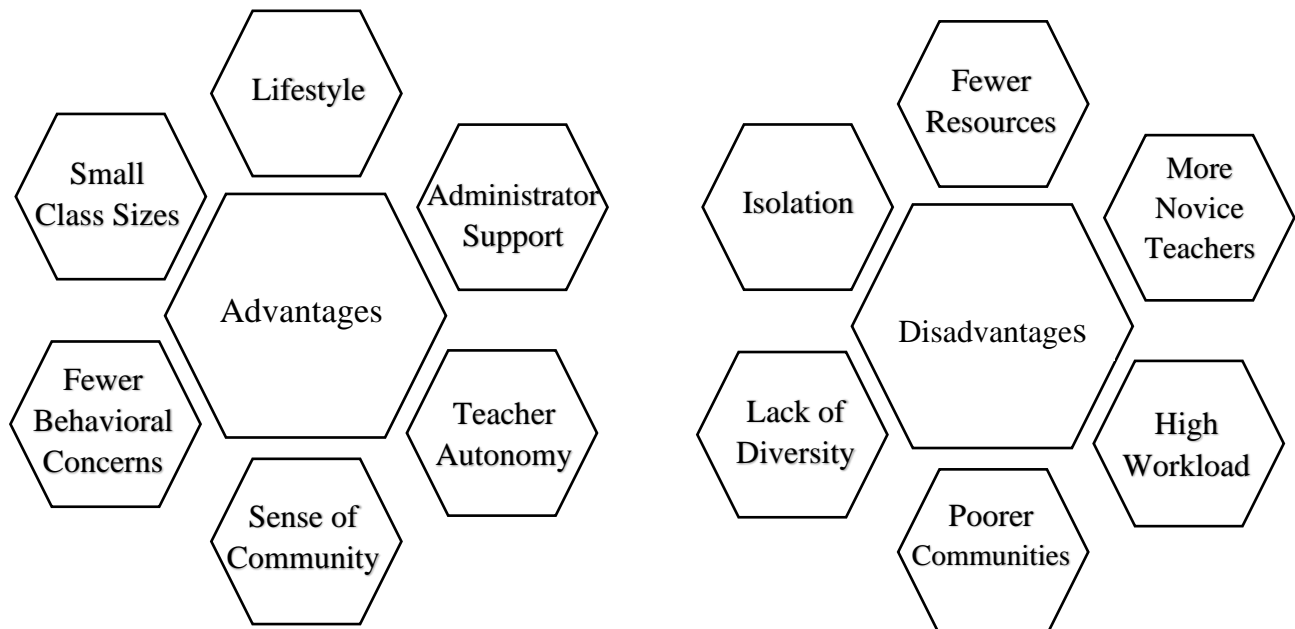 Lifestyle
Administrator
Support
Small
Class Sizes
Advantages
Fewer
Behavioral
Concerns
Teacher
Autonomy
Sense of
Community
Fewer
Resources
More
Novice
Teachers
Isolation
Disadvantages
Lack of
Diversity
High
Workload
Poorer
Communities